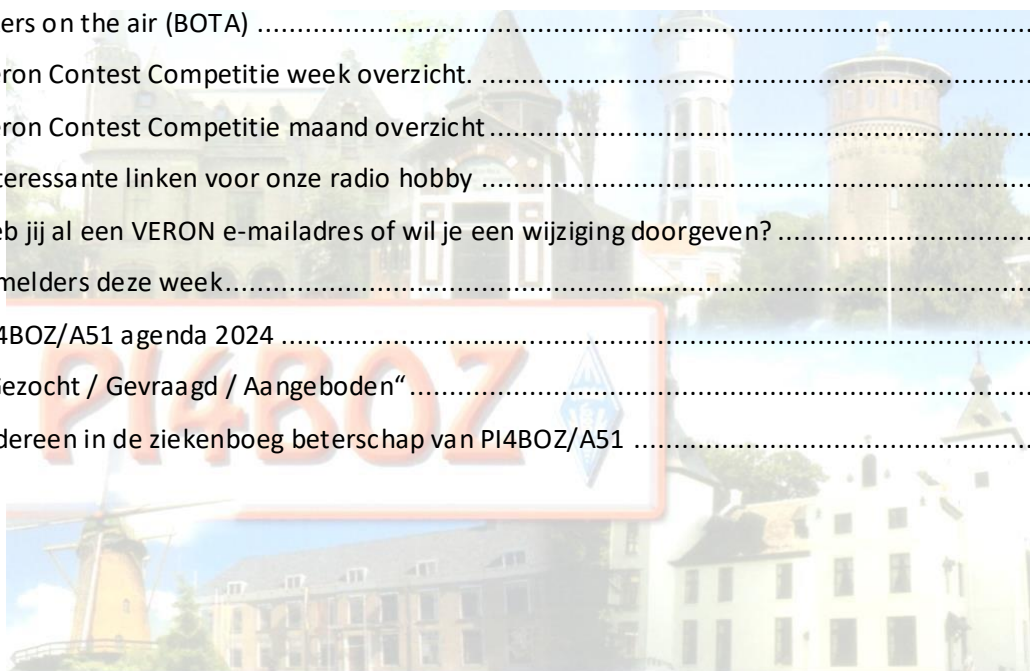 ers on the air (BOTA) ................................................................................................
eron Contest Competitie week overzicht. ....................................................................
eron Contest Competitie maand overzicht ...................................................................
teressante linken voor onze radio hobby ....................................................................
eb jij al een VERON e-mailadres of wil je een wijziging doorgeven? ................................
melders deze week......................................................................................................
4BOZ/A51 agenda 2024 ..............................................................................................
Gezocht / Gevraagd / Aangeboden“...........................................................................
dereen in de ziekenboeg beterschap van PI4BOZ/A51 ..................................................
PI4BOZ